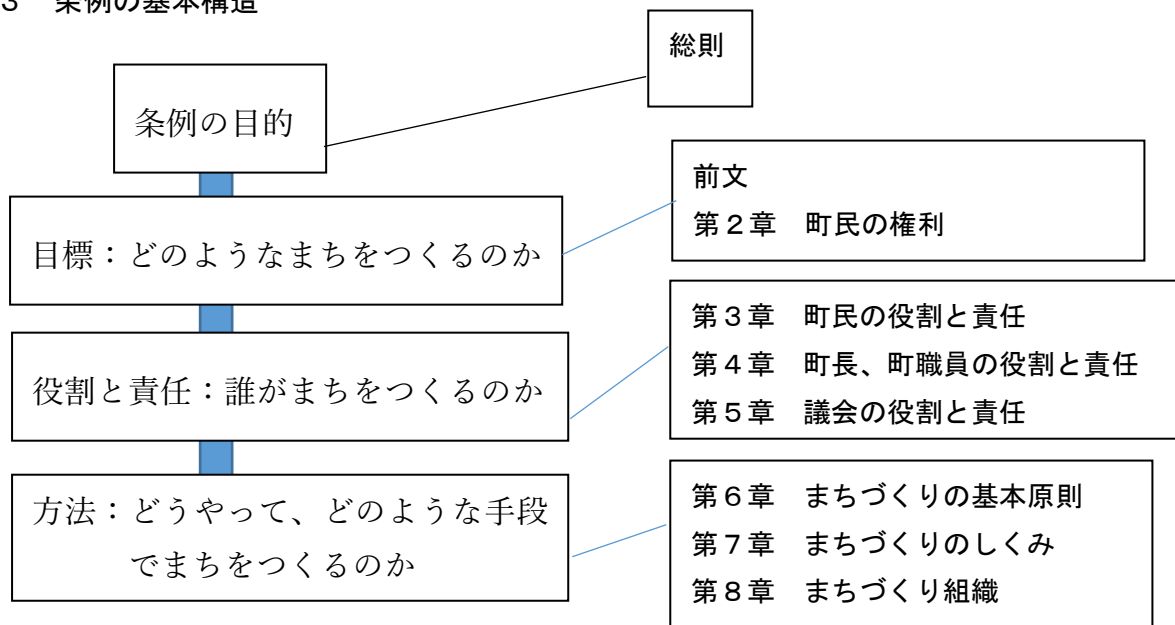 3　条例の基本構造
総則
条例の目的
前文
第２章　町民の権利
目標：どのようなまちをつくるのか
第３章　町民の役割と責任
第４章　町長、町職員の役割と責任
第５章　議会の役割と責任
役割と責任：誰がまちをつくるのか
第６章　まちづくりの基本原則
第７章　まちづくりのしくみ
第８章　まちづくり組織
方法：どうやって、どのような手段
でまちをつくるのか